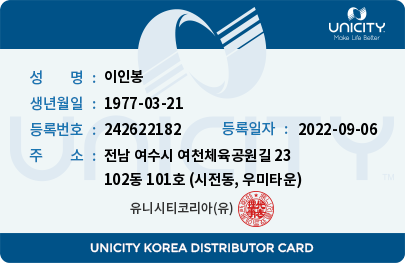 UNICITY
Make Life Better
성 명 : 이인봉
생년월일 : 1977-03-21
등록번호 : 242622182 등록일자 : 2022-09-06
주 소 : 전남 여수시 여천체육공원길 23
102동 101호 (시전동, 우미타운)
유니시티코리아(유)
UNICITY
UNICITY KOREA DISTRIBUTOR CARD